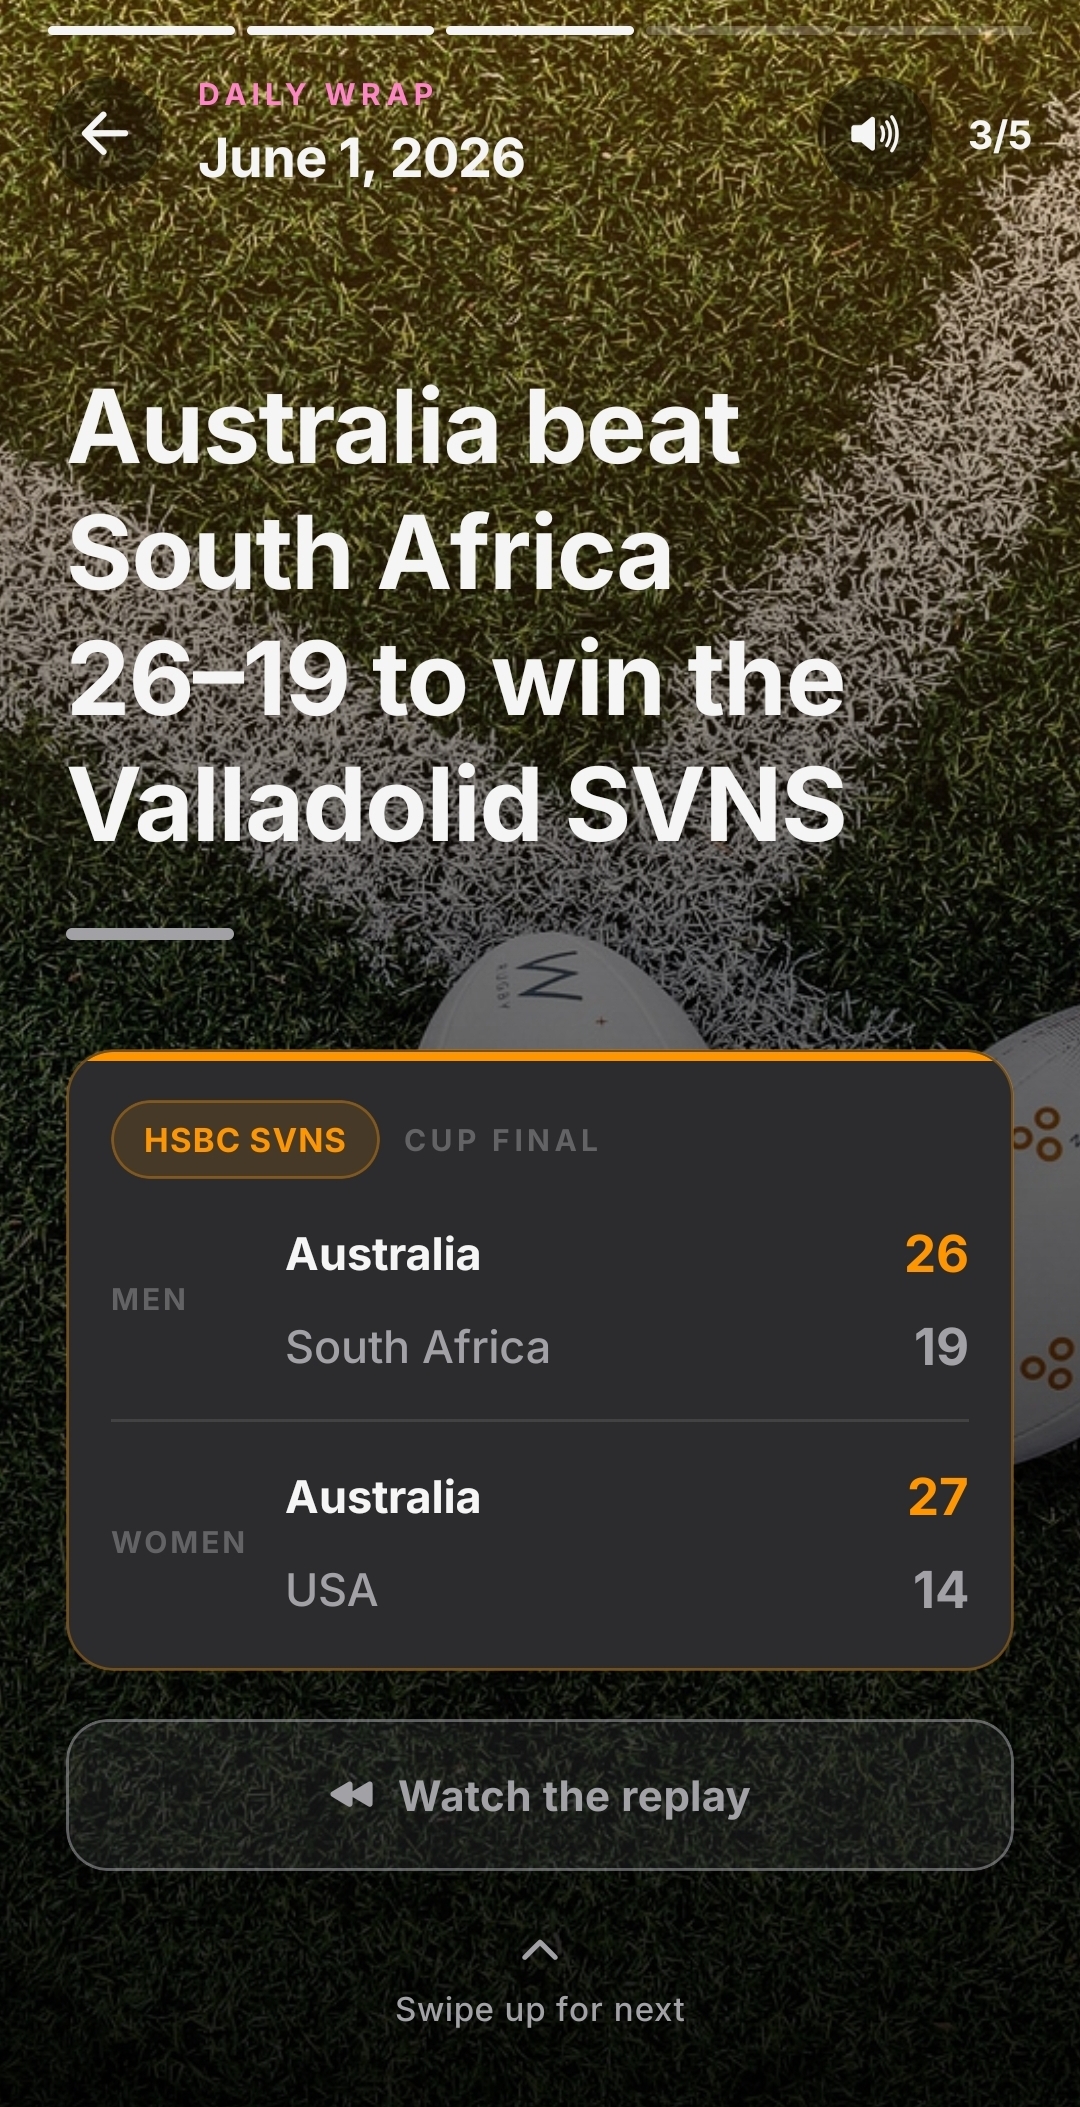 DAILY WRAP
June 1, 2026
3/5
Australia beat
South Africa
26–19 to win the
Valladolid SVNS
W
RUGBY
HSBC SVNS CUP FINAL
MEN
Australia 26
South Africa 19
WOMEN
Australia 27
USA 14
Watch the replay
Swipe up for next